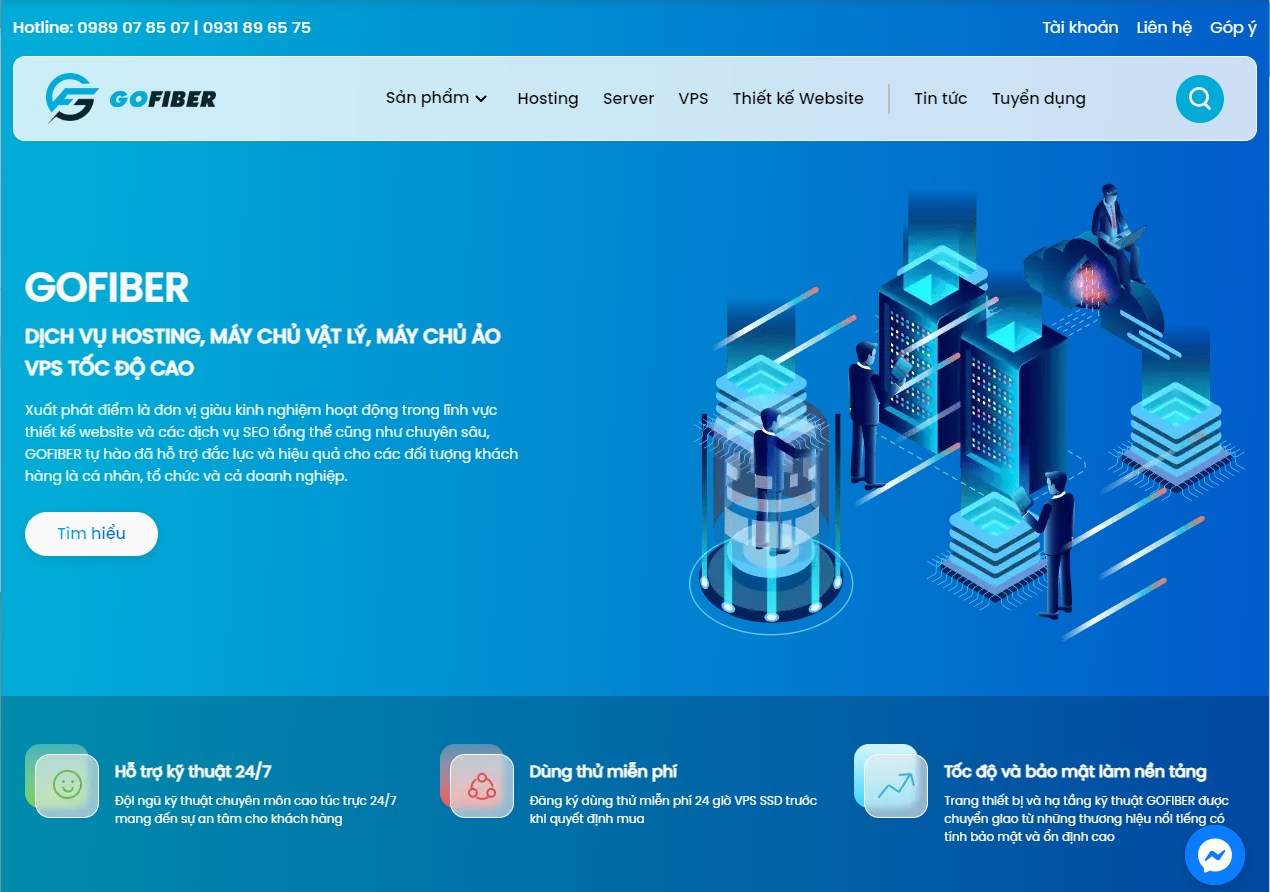 Hotline: 0989 07 85 07 | 0931 89 65 75
Tài khoản Liên hệ Góp ý
GOFIBER
Sản phẩm Hosting Server VPS Thiết kế Website Tin tức Tuyển dụng
GOFIBER
DỊCH VỤ HOSTING, MÁY CHỦ VẬT LÝ, MÁY CHỦ ẢO
VPS TỐC ĐỘ CAO
Xuất phát điểm là đơn vị giàu kinh nghiệm hoạt động trong lĩnh vực
thiết kế website và các dịch vụ SEO tổng thể cũng như chuyên sâu,
GOFIBER tự hào đã hỗ trợ đắc lực và hiệu quả cho các đối tượng khách
hàng là cá nhân, tổ chức và cả doanh nghiệp.
Tìm hiểu
Hỗ trợ kỹ thuật 24/7
Đội ngũ kỹ thuật chuyên môn cao túc trực 24/7
mang đến sự an tâm cho khách hàng
Dùng thử miễn phí
Đăng ký dùng thử miễn phí 24 giờ VPS SSD trước
khi quyết định mua
Tốc độ và bảo mật làm nền tảng
Trang thiết bị và hạ tầng kỹ thuật GOFIBER được
chuyển giao từ những thương hiệu nổi tiếng có
tính bảo mật và ổn định cao